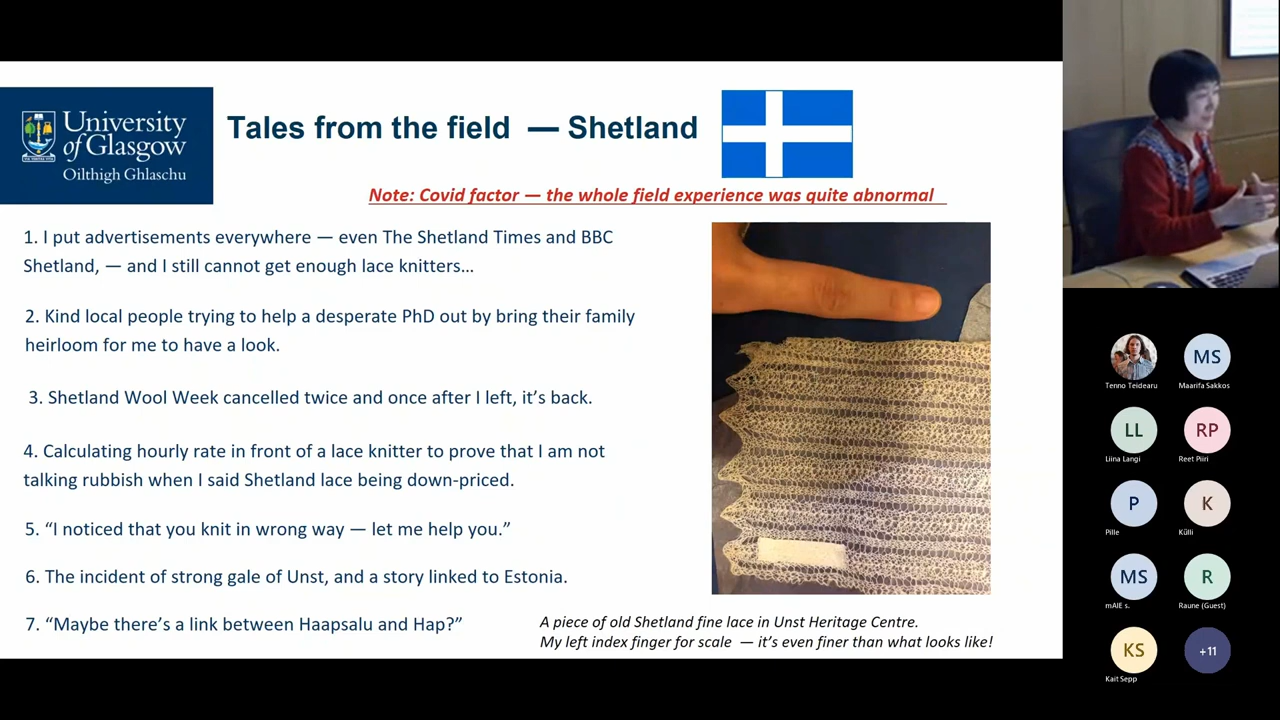 University
of Glasgow
Oilthigh Ghlaschu
Tales from the field — Shetland
Note: Covid factor — the whole field experience was quite abnormal
1. I put advertisements everywhere — even The Shetland Times and BBC
Shetland, — and I still cannot get enough lace knitters…
2. Kind local people trying to help a desperate PhD out by bring their family
heirloom for me to have a look.
3. Shetland Wool Week cancelled twice and once after I left, it’s back.
4. Calculating hourly rate in front of a lace knitter to prove that I am not
talking rubbish when I said Shetland lace being down-priced.
5. “I noticed that you knit in wrong way — let me help you.”
6. The incident of strong gale of Unst, and a story linked to Estonia.
7. “Maybe there’s a link between Haapsalu and Hap?”
A piece of old Shetland fine lace in Unst Heritage Centre.
My left index finger for scale — it’s even finer than what looks like!
MS
Tenno Teidearu
Maarifa Sakkos
LL
RP
Liina Langi
Reet Piiri
P
K
Pille
Külli
MS
R
mAIE s.
Raune (Guest)
KS
+11
Kait Sepp